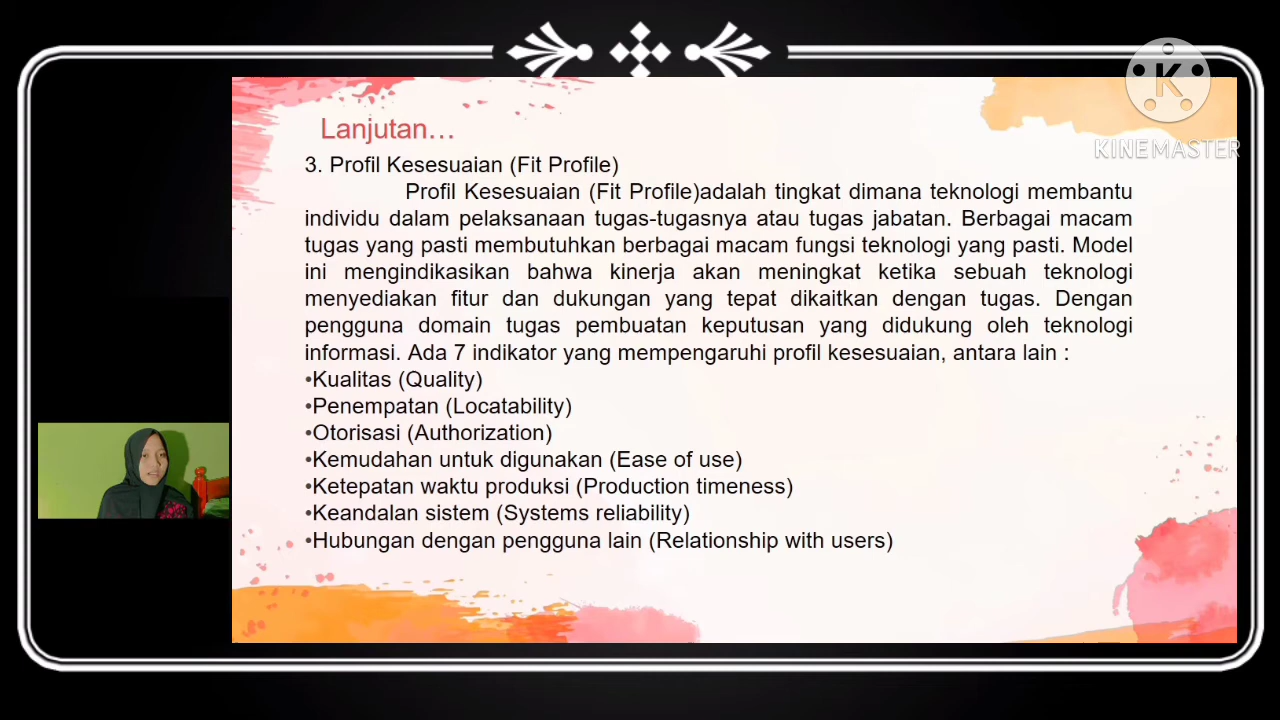 KINEMASTER
Lanjutan...
3. Profil Kesesuaian (Fit Profile)
Profil Kesesuaian (Fit Profile)adalah tingkat dimana teknologi membantu
individu dalam pelaksanaan tugas-tugasnya atau tugas jabatan. Berbagai macam
tugas yang pasti membutuhkan berbagai macam fungsi teknologi yang pasti. Model
ini mengindikasikan bahwa kinerja akan meningkat ketika sebuah teknologi
menyediakan fitur dan dukungan yang tepat dikaitkan dengan tugas. Dengan
pengguna domain tugas pembuatan keputusan yang didukung oleh teknologi
informasi. Ada 7 indikator yang mempengaruhi profil kesesuaian, antara lain :
•Kualitas (Quality)
•Penempatan (Locatability)
•Otorisasi (Authorization)
•Kemudahan untuk digunakan (Ease of use)
•Ketepatan waktu produksi (Production timeness)
•Keandalan sistem (Systems reliability)
•Hubungan dengan pengguna lain (Relationship with users)